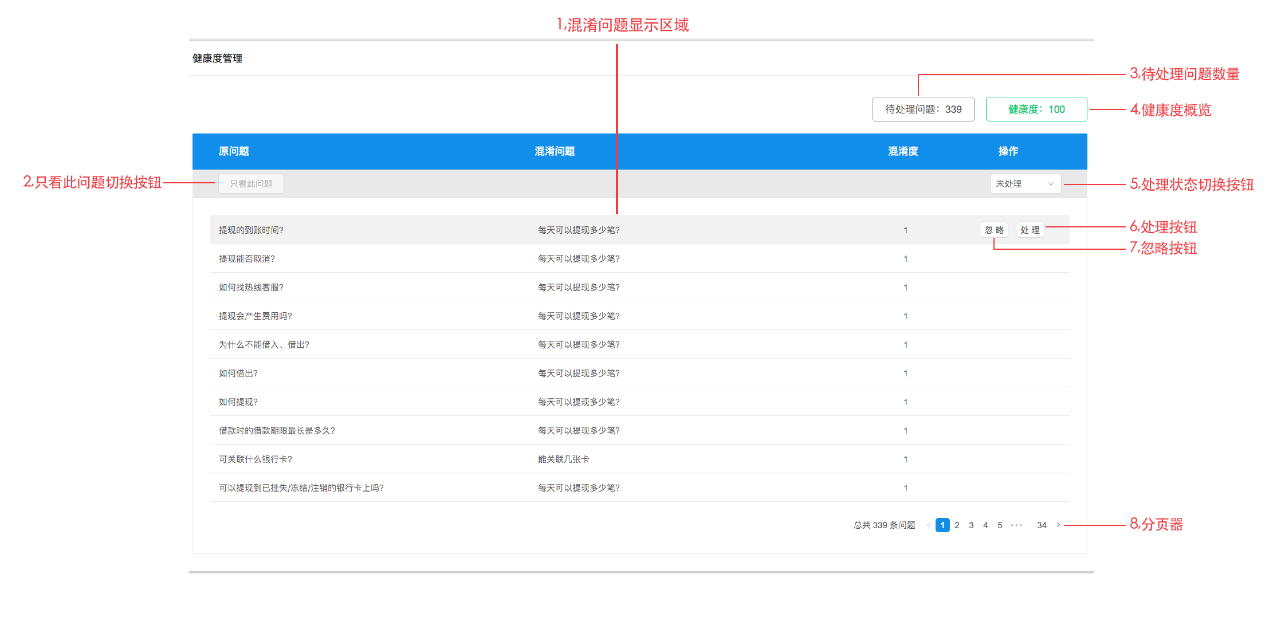 1,混淆问题显示区域
健康度管理
3,待处理问题数量
待处理问题：339
健康度：100
4,健康度概览
原问题 混淆问题 混淆度 操作
2,只看此问题切换按钮
只看此问题
未处理
5,处理状态切换按钮
提现的到账时间? 每天可以提现多少笔? 1 忽 略 处 理
6,处理按钮
7,忽略按钮
提现能否取消? 每天可以提现多少笔? 1
如何找热线客服? 每天可以提现多少笔? 1
提现会产生费用吗? 每天可以提现多少笔? 1
为什么不能借入、借出? 每天可以提现多少笔? 1
如何借出? 每天可以提现多少笔? 1
如何提现? 每天可以提现多少笔? 1
借款时的借款期限最长是多久? 每天可以提现多少笔? 1
可关联什么银行卡? 能关联几张卡 1
可以提现到已挂失/冻结/注销的银行卡上吗? 每天可以提现多少笔? 1
总共 339 条问题 < 1 2 3 4 5 ••• 34 >
8,分页器